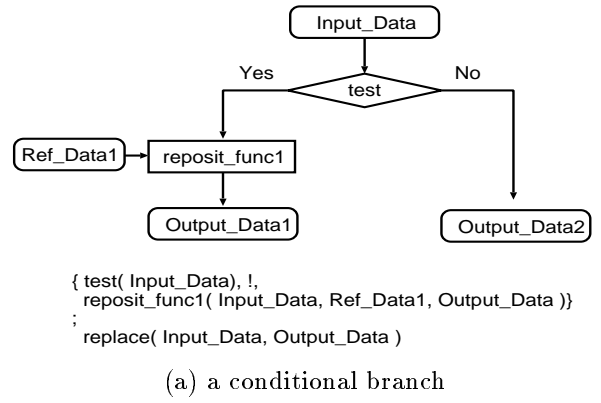 Input_Data
Yes
test
No
Ref_Data1
reposit_func1
Output_Data1
Output_Data2
{ test( Input_Data), !,
reposit_func1( Input_Data, Ref_Data1, Output_Data )}
;
replace( Input_Data, Output_Data )
(a) a conditional branch